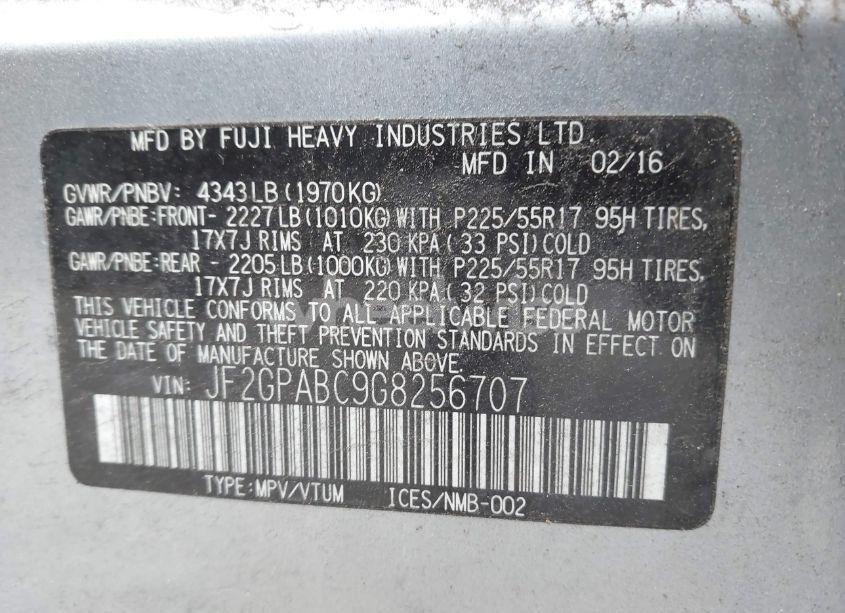 MFD BY FUJI HEAVY INDUSTRIES LTD.
MFD IN 02/16
GVWR/PNBV: 4343LB (1970KG)
GAWR/PNBE:FRONT- 2227LB(1010KG) WITH P225/55R17 95H TIRES,
17X7J RIMS AT 230 KPA( 33 PSI) COLD
GAWR/PNBE:REAR - 2205LB(1000KG) WITH P225/55R17 95H TIRES,
17X7J RIMS AT 220 KPA( 32 PSI) COLD
THIS VEHICLE CONFORMS TO ALL APPLICABLE FEDERAL MOTOR
VEHICLE SAFETY AND THEFT PREVENTION STANDARDS IN EFFECT ON
THE DATE OF MANUFACTURE SHOWN ABOVE.
VIN: JF2GPABC9G8256707
TYPE:MPV/VTUM ICES/NMB-002